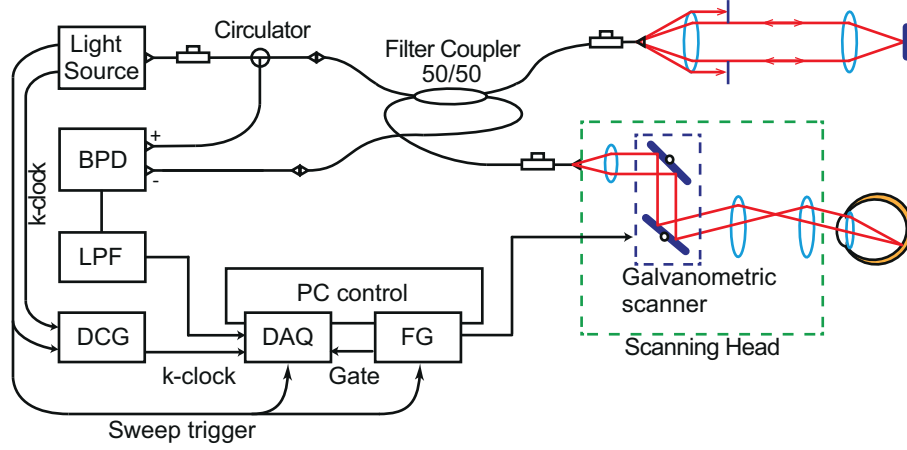 Light
Source
Circulator
Filter Coupler
50/50
+
BPD
-
k-clock
LPF
PC control
Galvanometric
scanner
DCG
DAQ
FG
k-clock
Gate
Scanning Head
Sweep trigger